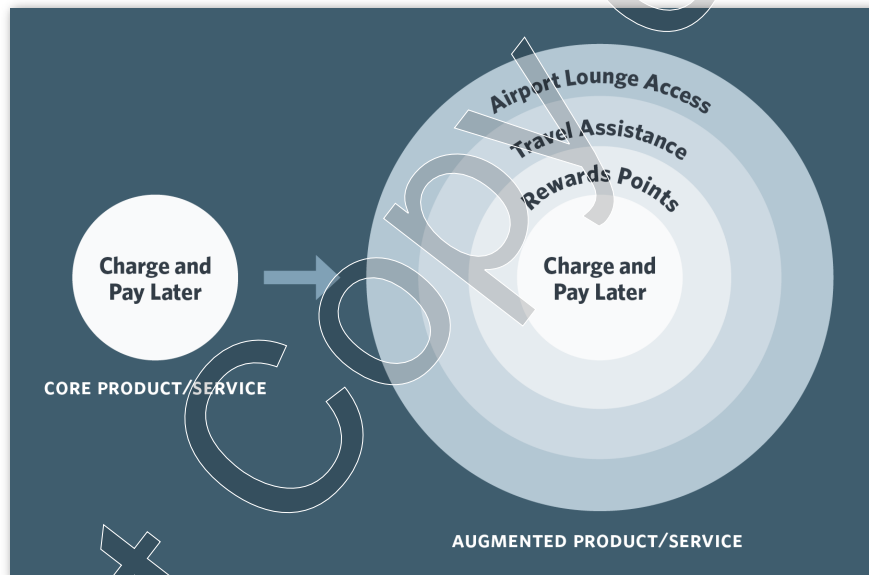 Airport Lounge Access
Travel Assistance
Rewards Points
Charge and
Pay Later
Charge and
Pay Later
CORE PRODUCT/SERVICE
AUGMENTED PRODUCT/SERVICE
Copy